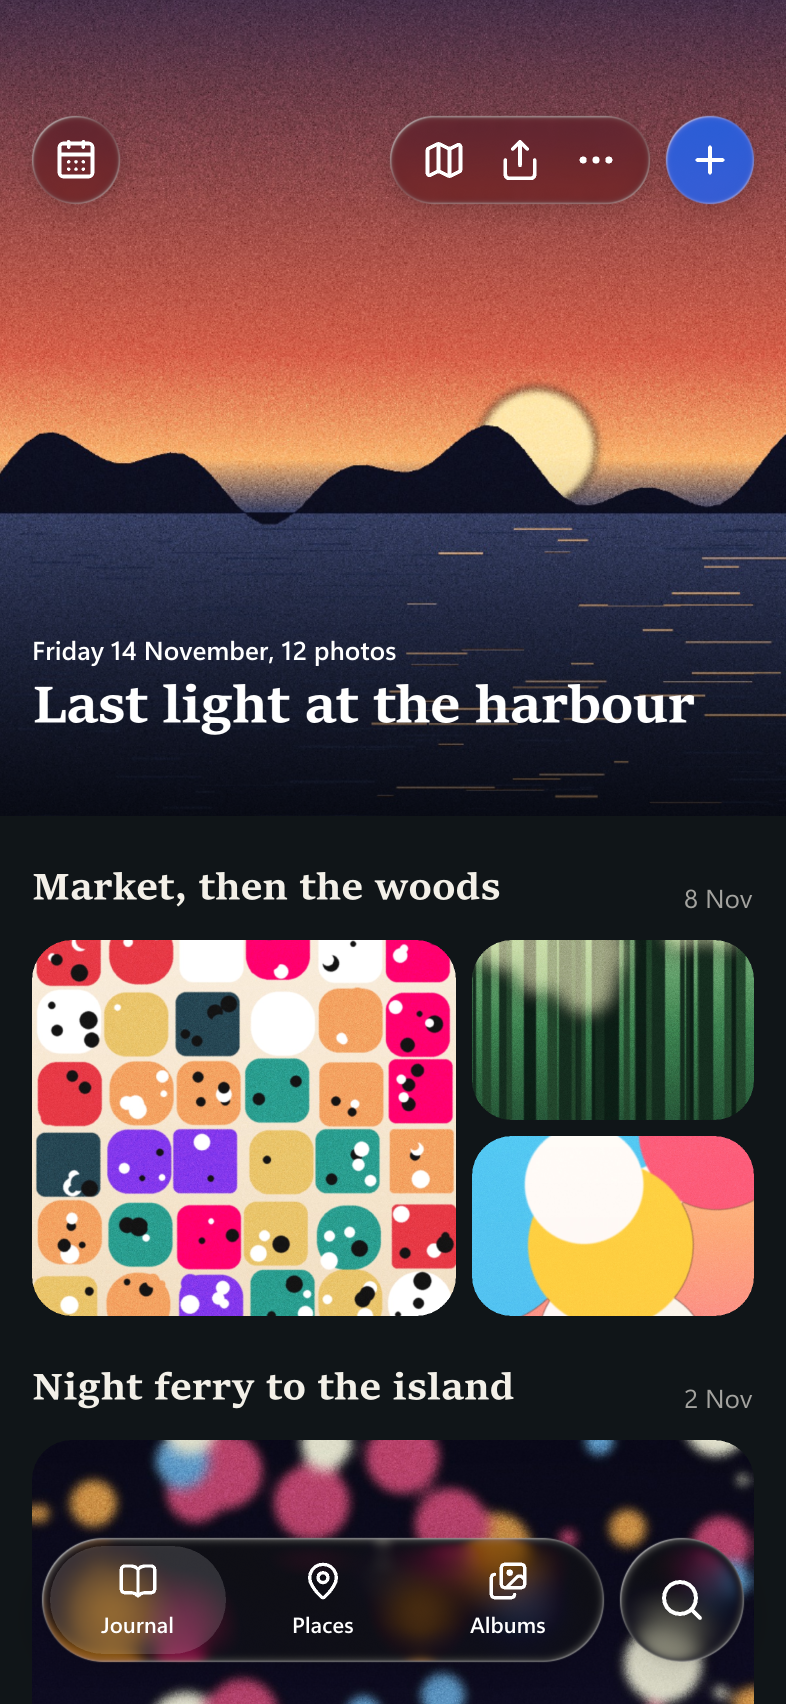 Friday 14 November, 12 photos
Last light at the harbour
Market, then the woods
8 Nov
Night ferry to the island
2 Nov
Journal
Places
Albums